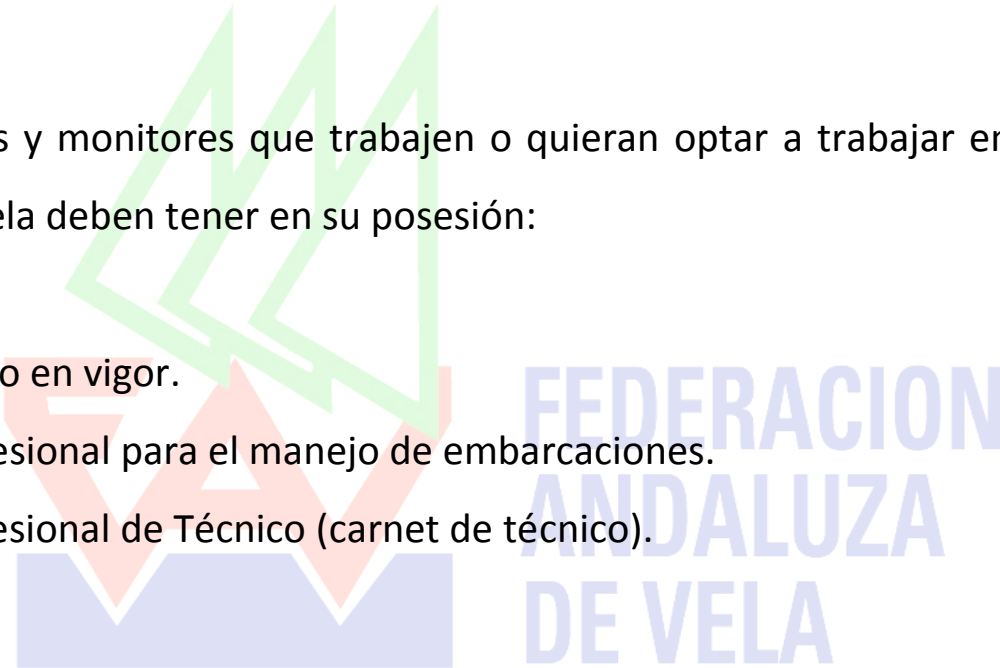 s y monitores que trabajen o quieran optar a trabajar en
ela deben tener en su posesión:
o en vigor.
esional para el manejo de embarcaciones.
esional de Técnico (carnet de técnico).
FEDERACION
ANDALUZA
DE VELA